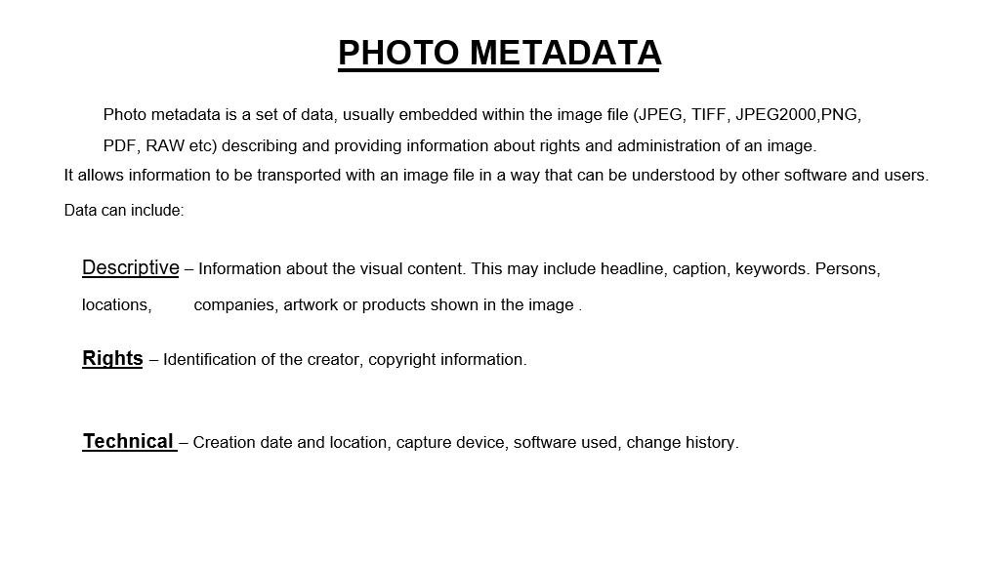 PHOTO METADATA
Photo metadata is a set of data, usually embedded within the image file (JPEG, TIFF, JPEG2000,PNG,
PDF, RAW etc) describing and providing information about rights and administration of an image.
It allows information to be transported with an image file in a way that can be understood by other software and users.
Data can include:
Descriptive – Information about the visual content. This may include headline, caption, keywords. Persons,
locations, companies, artwork or products shown in the image .
Rights – Identification of the creator, copyright information.
Technical – Creation date and location, capture device, software used, change history.